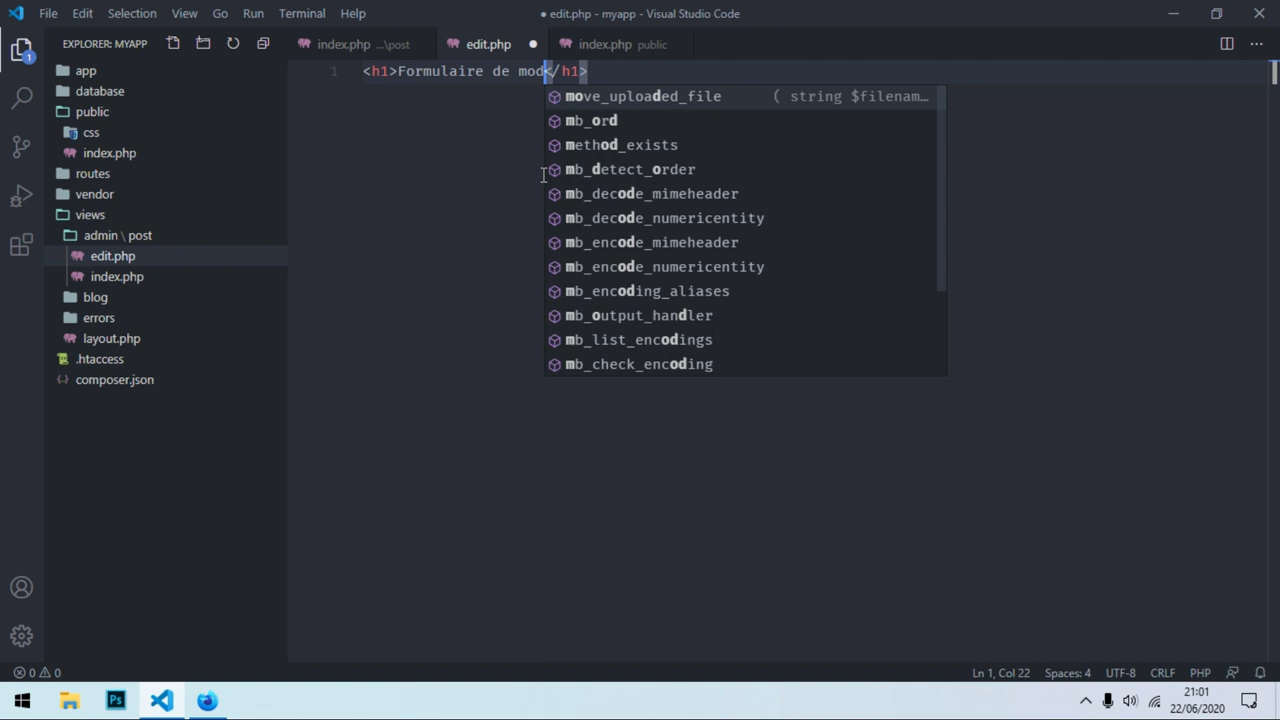 File Edit Selection View Go Run Terminal Help
● edit.php - myapp - Visual Studio Code
1
EXPLORER: MYAPP
app
database
public
css
index.php
routes
vendor
views
admin \ post
edit.php
index.php
blog
errors
layout.php
.htaccess
composer.json
index.php ...\post
edit.php
index.php public
1 <h1>Formulaire de mod</h1>
move_uploaded_file ( string $filenam…
mb_ord
method_exists
mb_detect_order
mb_decode_mimeheader
mb_decode_numericentity
mb_encode_mimeheader
mb_encode_numericentity
mb_encoding_aliases
mb_output_handler
mb_list_encodings
mb_check_encoding
0 0
Ln 1, Col 22 Spaces: 4 UTF-8 CRLF PHP
Ps
21:01
22/06/2020